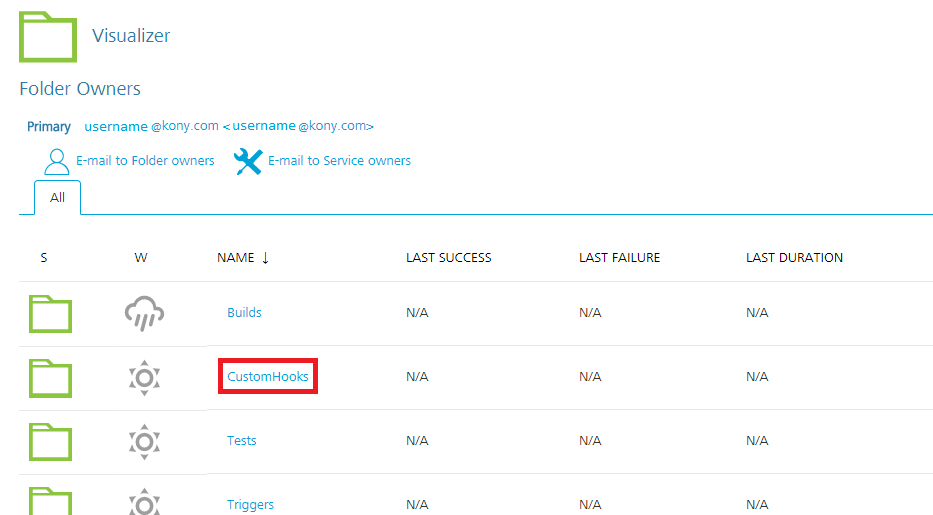 Visualizer
Folder Owners
Primary username @kony.com <username @kony.com>
E-mail to Folder owners E-mail to Service owners
All
S W NAME ↓ LAST SUCCESS LAST FAILURE LAST DURATION
Builds N/A N/A N/A
CustomHooks N/A N/A N/A
Tests N/A N/A N/A
Triggers N/A N/A N/A